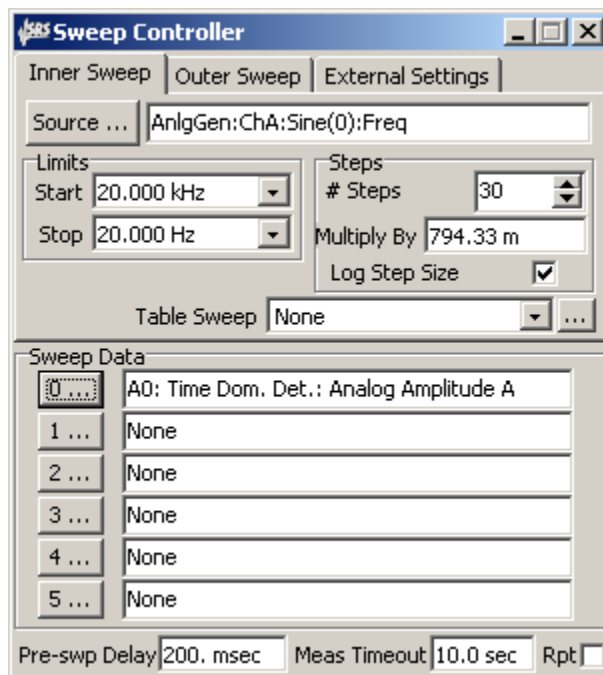 SRS Sweep Controller
Inner Sweep Outer Sweep External Settings
Source ... AnlgGen:ChA:Sine(0):Freq
Limits
Start 20.000 kHz
Stop 20.000 Hz
Steps
# Steps 30
Multiply By 794.33 m
Log Step Size
Table Sweep None ...
Sweep Data
0 ... A0: Time Dom. Det.: Analog Amplitude A
1 ... None
2 ... None
3 ... None
4 ... None
5 ... None
Pre-swp Delay 200. msec Meas Timeout 10.0 sec Rpt